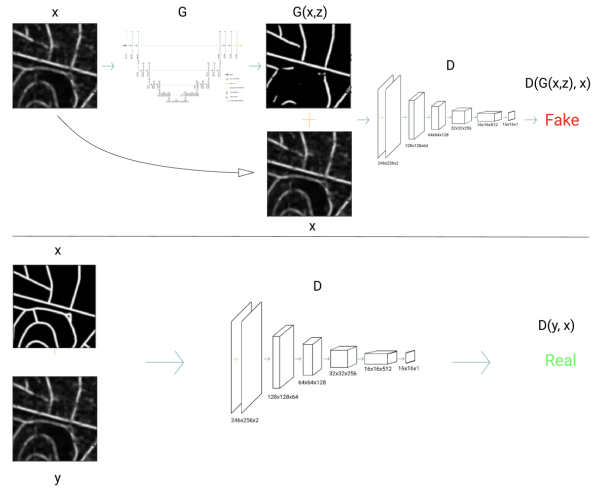 x
G
G(x,z)
D
D(G(x,z), x)
Fake
246x256x2
128x128x64
64x64x128
32x32x256
16x16x512
16x16x1
x
x
D
D(y, x)
Real
246x256x2
128x128x64
64x64x128
32x32x256
16x16x512
16x16x1
y